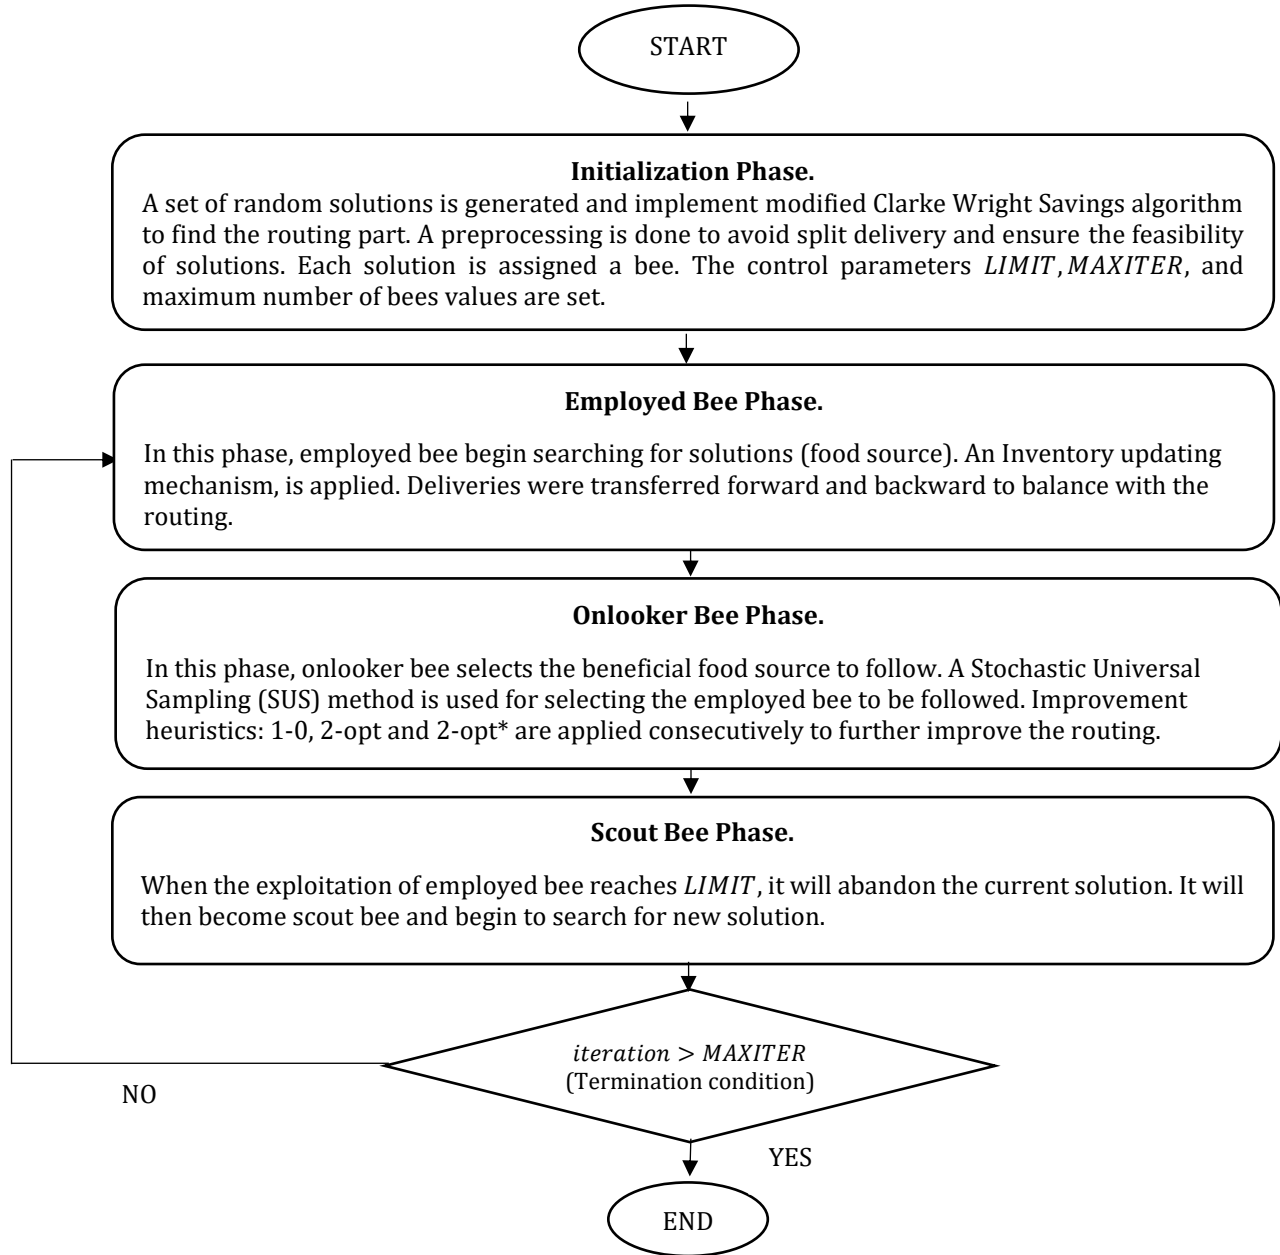 START
Initialization Phase.
A set of random solutions is generated and implement modified Clarke Wright Savings algorithm
to find the routing part. A preprocessing is done to avoid split delivery and ensure the feasibility
of solutions. Each solution is assigned a bee. The control parameters LIMIT, MAXITER, and
maximum number of bees values are set.
Employed Bee Phase.
In this phase, employed bee begin searching for solutions (food source). An Inventory updating
mechanism, is applied. Deliveries were transferred forward and backward to balance with the
routing.
Onlooker Bee Phase.
In this phase, onlooker bee selects the beneficial food source to follow. A Stochastic Universal
Sampling (SUS) method is used for selecting the employed bee to be followed. Improvement
heuristics: 1-0, 2-opt and 2-opt* are applied consecutively to further improve the routing.
Scout Bee Phase.
When the exploitation of employed bee reaches LIMIT, it will abandon the current solution. It will
then become scout bee and begin to search for new solution.
iteration > MAXITER
(Termination condition)
NO
YES
END